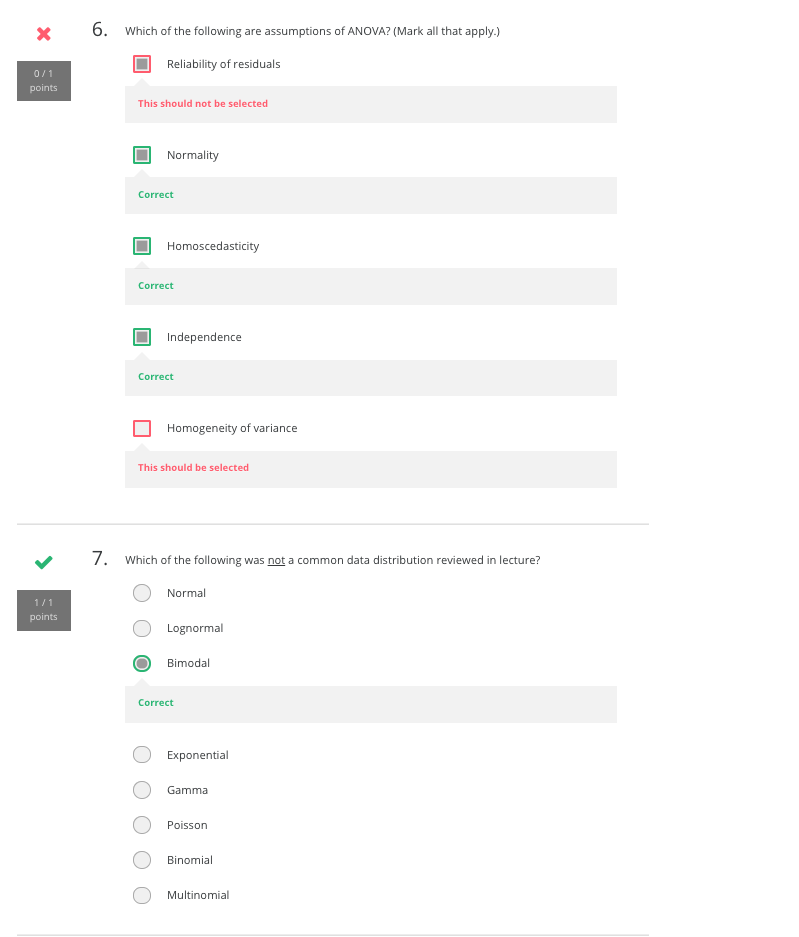 6. Which of the following are assumptions of ANOVA? (Mark all that apply.)
0 / 1
points
Reliability of residuals
This should not be selected
Normality
Correct
Homoscedasticity
Correct
Independence
Correct
Homogeneity of variance
This should be selected
7. Which of the following was not a common data distribution reviewed in lecture?
1 / 1
points
Normal
Lognormal
Bimodal
Correct
Exponential
Gamma
Poisson
Binomial
Multinomial